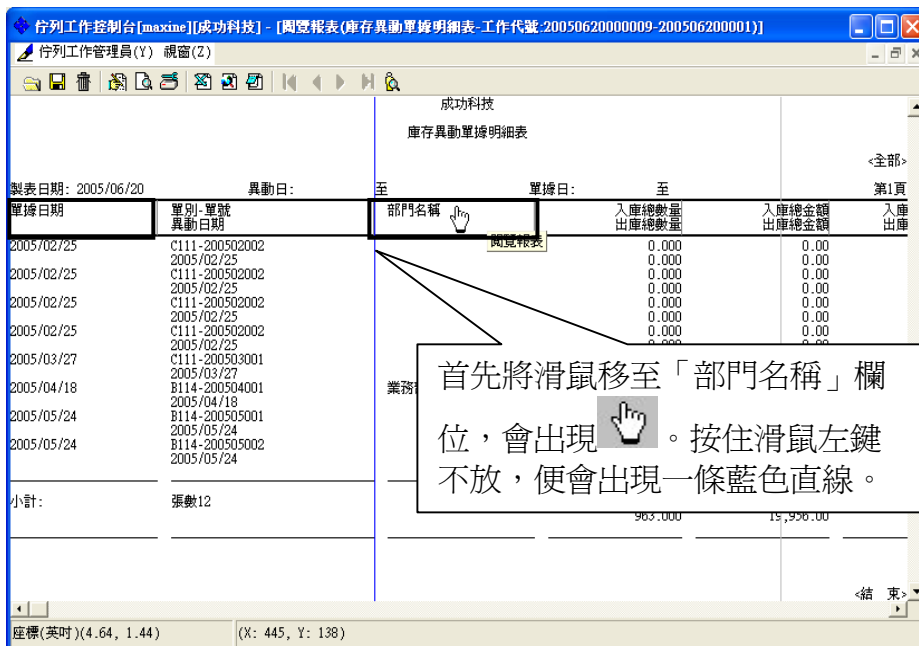 佇列工作控制台[maxine][成功科技] - [閱覽報表(庫存異動單據明細表-工作代號:20050620000009-200506200001)]
佇列工作管理員(Y) 視窗(Z)
成功科技
庫存異動單據明細表
<全部>
製表日期: 2005/06/20 異動日: 至 單據日: 至 第1頁
單據日期 單別-單號 部門名稱 入庫總數量 入庫總金額 入庫
異動日期 出庫總數量 出庫總金額 出庫
閱覽報表
2005/02/25 C111-200502002 0.000 0.00
2005/02/25 0.000 0.00
2005/02/25 C111-200502002 0.000 0.00
2005/02/25 0.000 0.00
2005/02/25 C111-200502002 0.000 0.00
2005/02/25 0.000 0.00
2005/02/25 C111-200502002 0.000 0.00
2005/02/25
2005/03/27 C111-200503001
2005/03/27
2005/04/18 B114-200504001 業務
2005/04/18
2005/05/24 B114-200505001
2005/05/24
2005/05/24 B114-200505002
2005/05/24
首先將滑鼠移至「部門名稱」欄
位，會出現。按住滑鼠左鍵
不放，便會出現一條藍色直線。
小計: 張數12
963.000 19,956.00
<結 束>
座標(英吋)(4.64, 1.44) (X: 445, Y: 138)